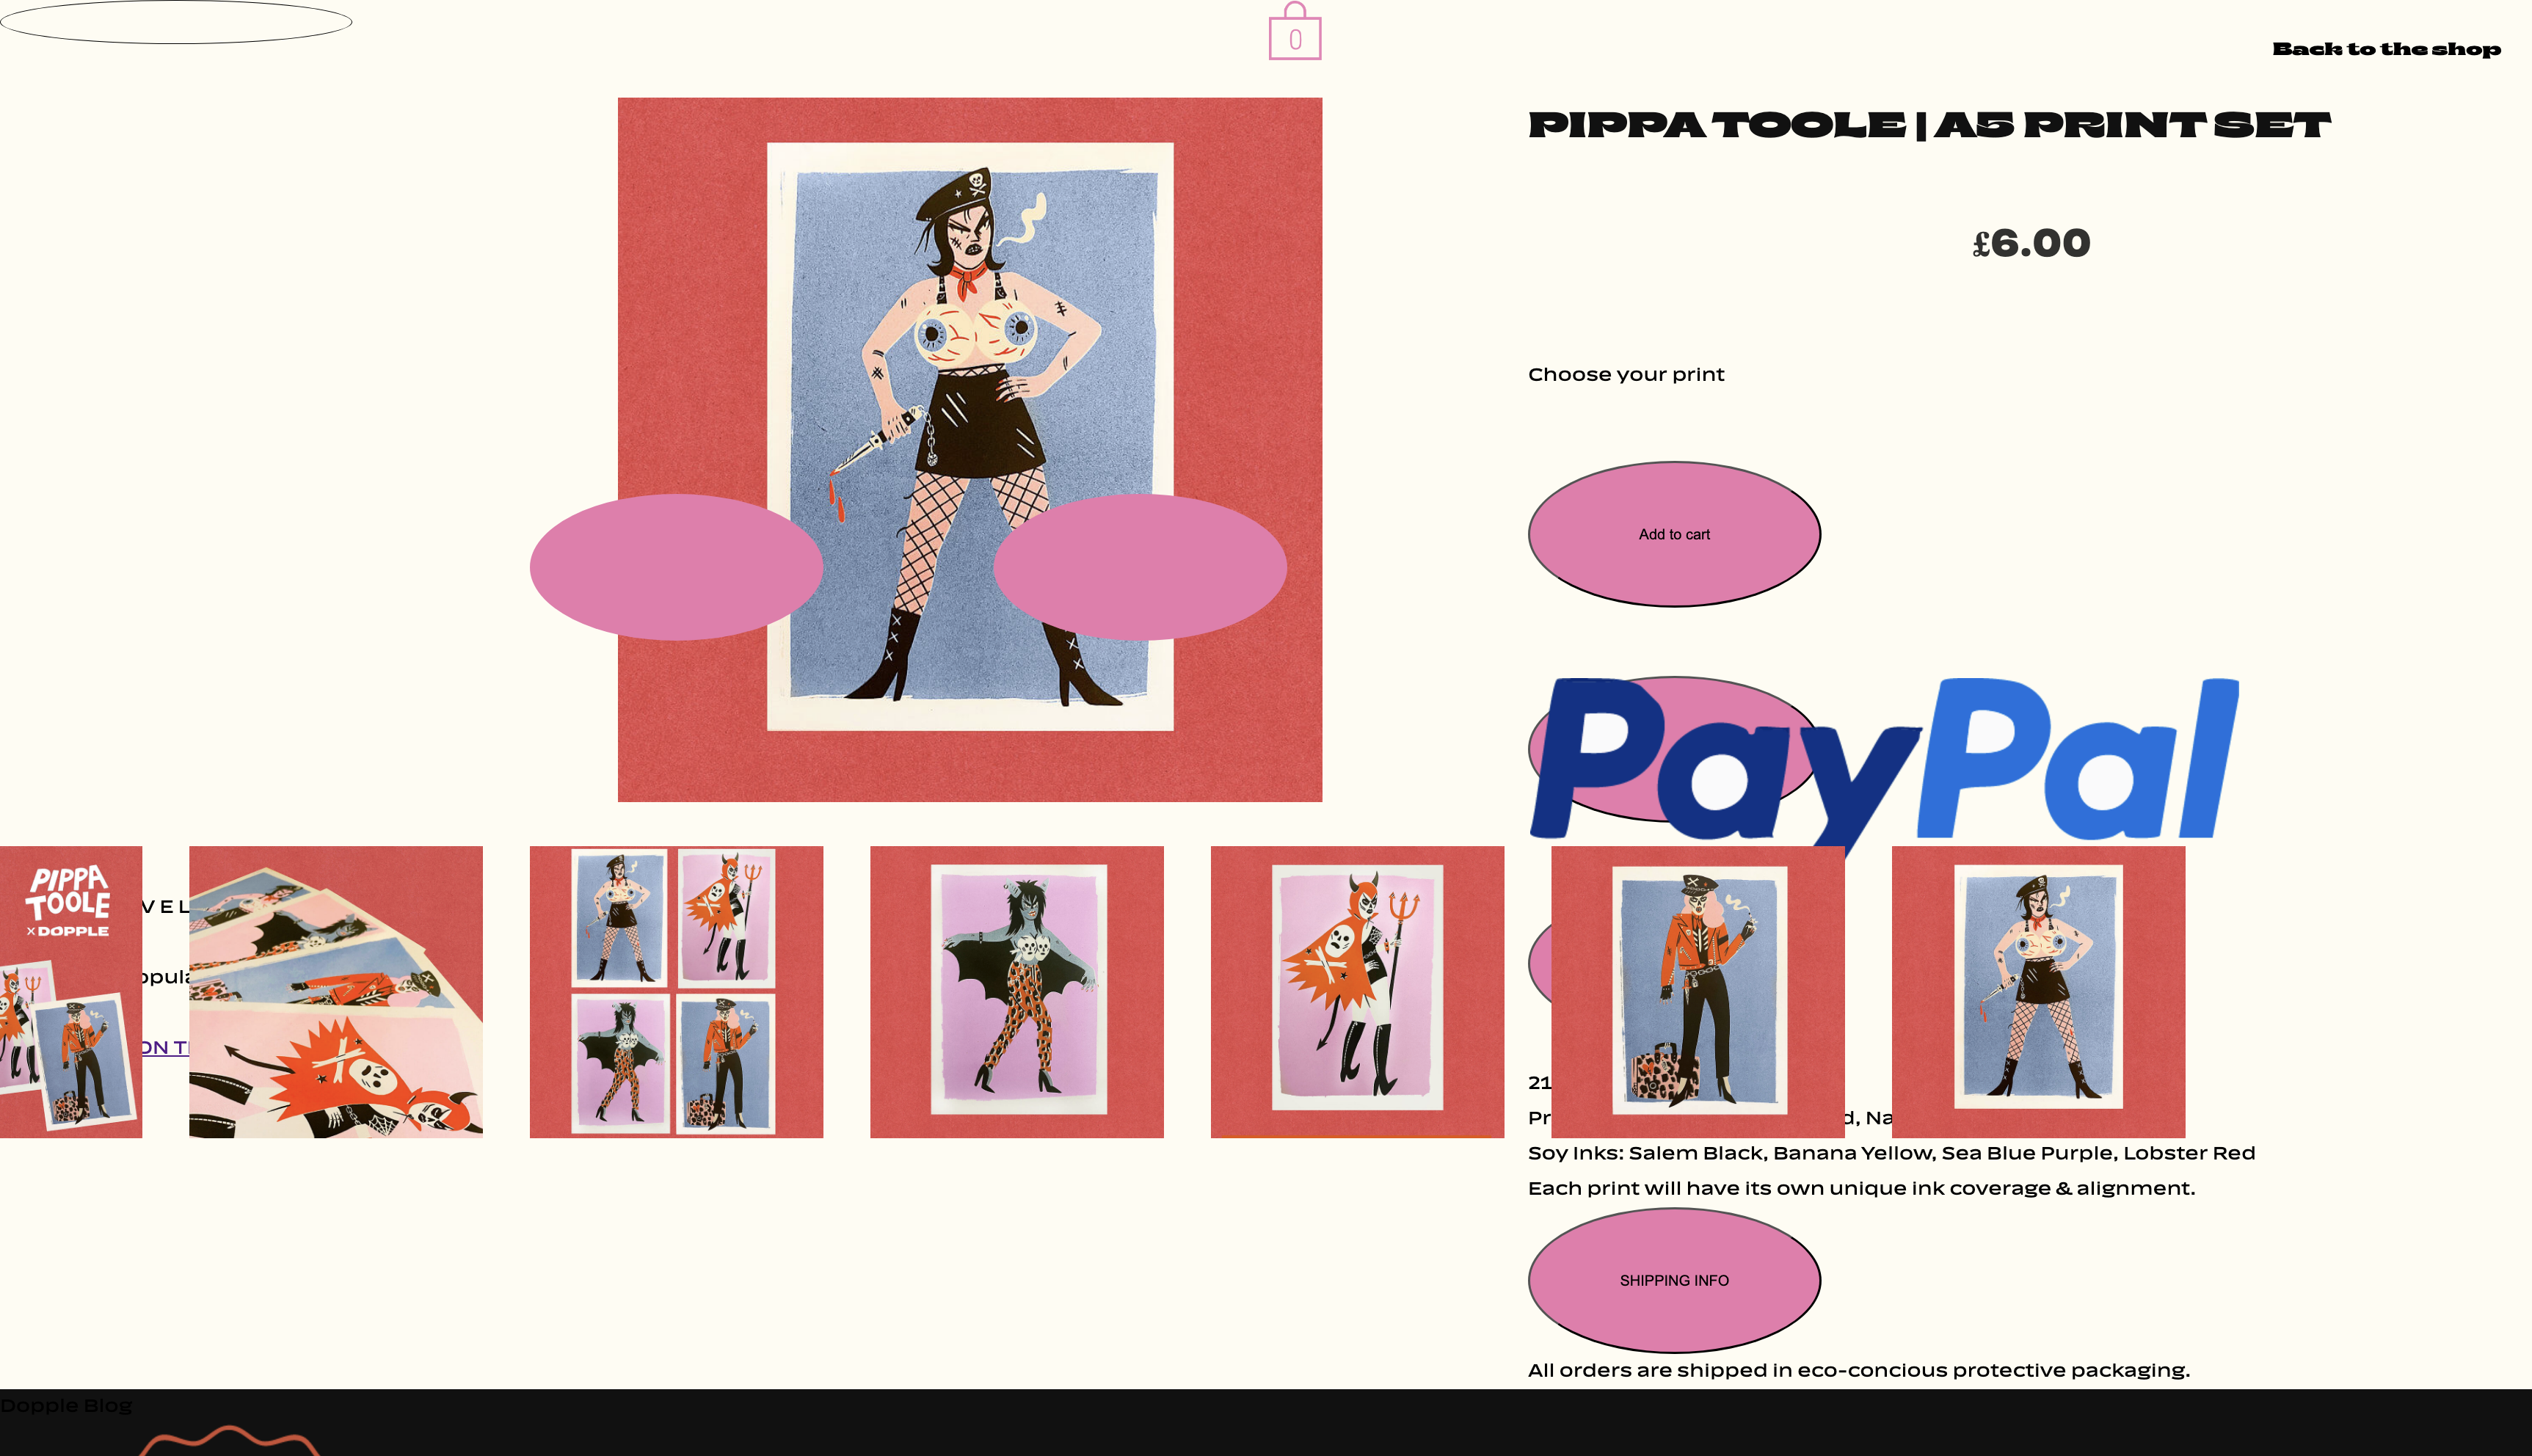 0
Back to the shop
PIPPA TOOLE | A5 PRINT SET
£6.00
Choose your print
Add to cart
PayPal
PIPPA
TOOLE
× DOPPLE
VEL
opula
ON T
21
Pr
d, Na
Soy Inks: Salem Black, Banana Yellow, Sea Blue Purple, Lobster Red
Each print will have its own unique ink coverage & alignment.
SHIPPING INFO
All orders are shipped in eco-concious protective packaging.
Dopple Blog